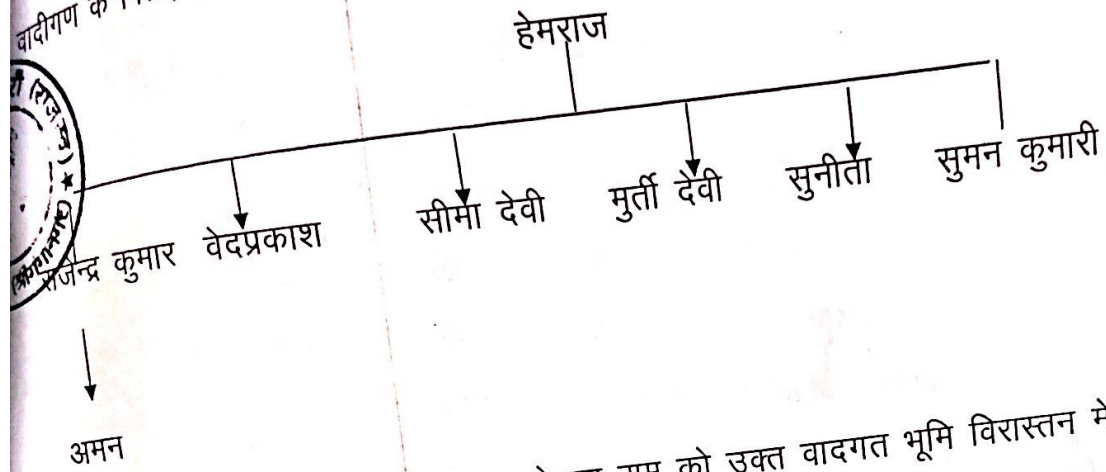 वादीगण के
हेमराज
राजेन्द्र कुमार वेदप्रकाश सीमा देवी मुर्ती देवी सुनीता सुमन कुमारी
अमन
को उक्त वादगत भूमि विरास्तन में